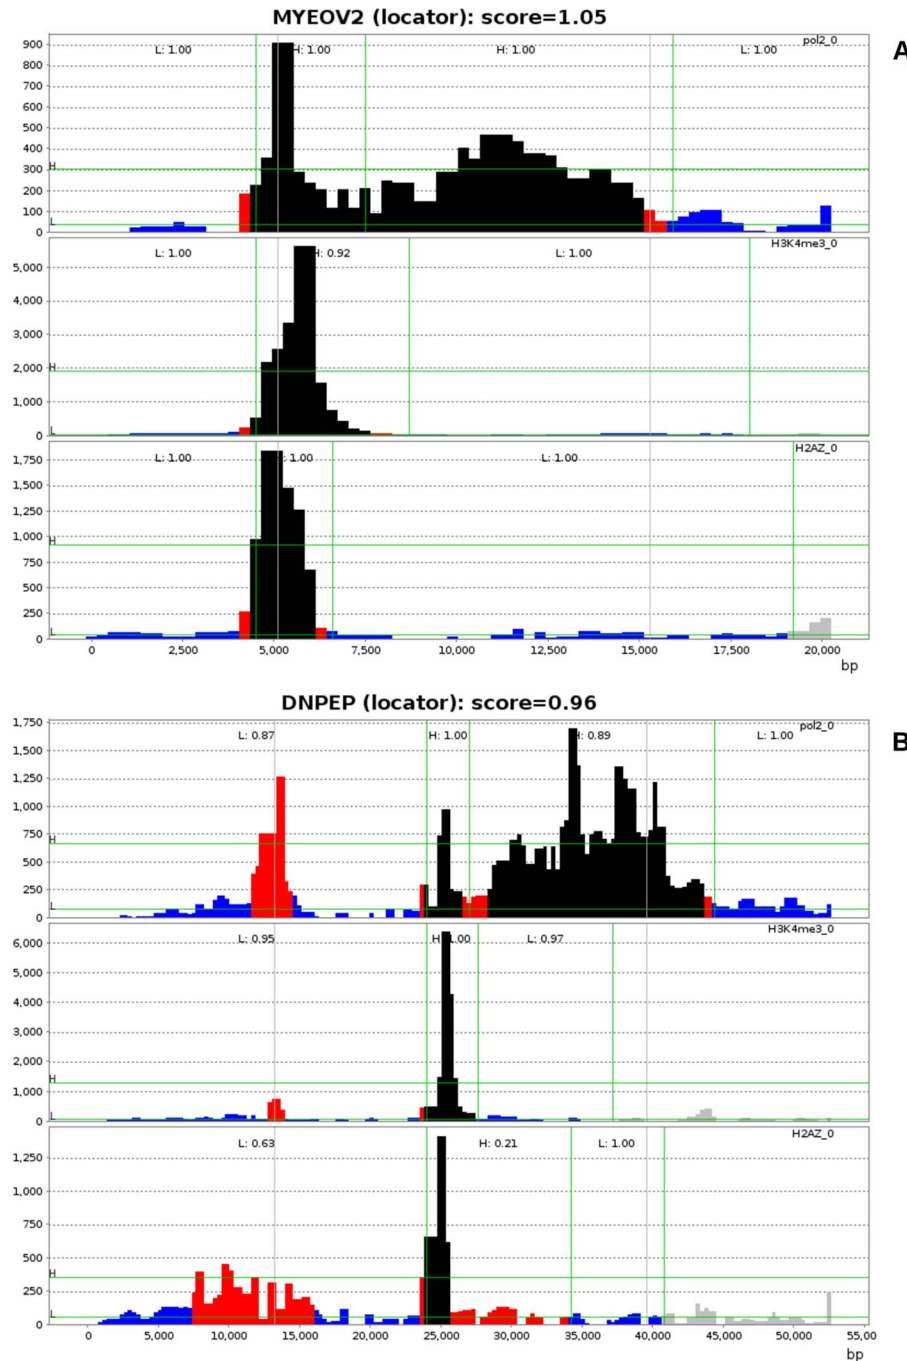 MYEOV2 (locator): score=1.05
A
pol2_0
L: 1.00 H: 1.00 H: 1.00 L: 1.00
900
800
700
600
500
400
300
200
100
0
H
L
H3K4me3_0
L: 1.00 H: 0.92 L: 1.00
5,000
4,000
3,000
2,000
1,000
0
H
L
H2AZ_0
L: 1.00 : 1.00 L: 1.00
1,750
1,500
1,250
1,000
750
500
250
0
H
L
0 2,500 5,000 7,500 10,000 12,500 15,000 17,500 20,000
bp
DNPEP (locator): score=0.96
B
pol2_0
L: 0.87 H: 1.00 H: 0.89 L: 1.00
1,750
1,500
1,250
1,000
750
500
250
0
H
L
H3K4me3_0
L: 0.95 H: 1.00 L: 0.97
6,000
5,000
4,000
3,000
2,000
1,000
0
H
L
H2AZ_0
L: 0.63 H: 0.21 L: 1.00
1,250
1,000
750
500
250
0
H
L
0 5,000 10,000 15,000 20,000 25,000 30,000 35,000 40,000 45,000 50,000 55,00
bp